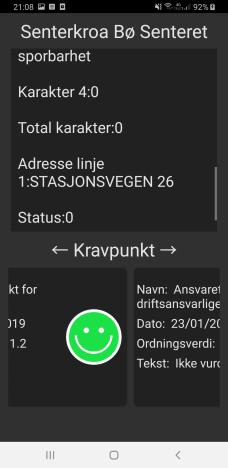 21:08
92%
Senterkroa Bø Senteret
sporbarhet
Karakter 4:0
Total karakter:0
Adresse linje
1:STASJONSVEGEN 26
Status:0
← Kravpunkt →
kt for
019
1.2
Navn: Ansvaret
driftsansvarlige
Dato: 23/01/20
Ordningsverdi:
Tekst: Ikke vurd